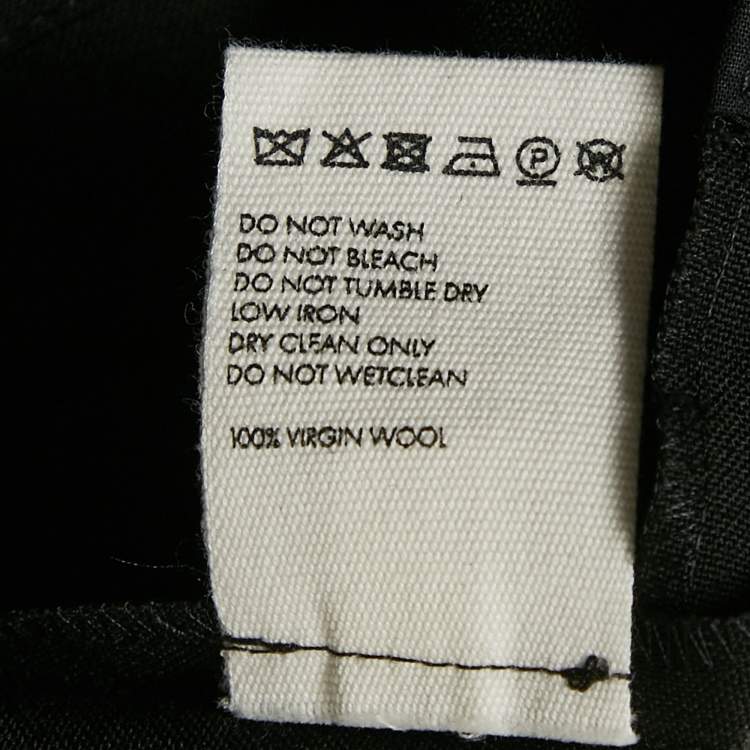 P W
DO NOT WASH
DO NOT BLEACH
DO NOT TUMBLE DRY
LOW IRON
DRY CLEAN ONLY
DO NOT WETCLEAN
100% VIRGIN WOOL